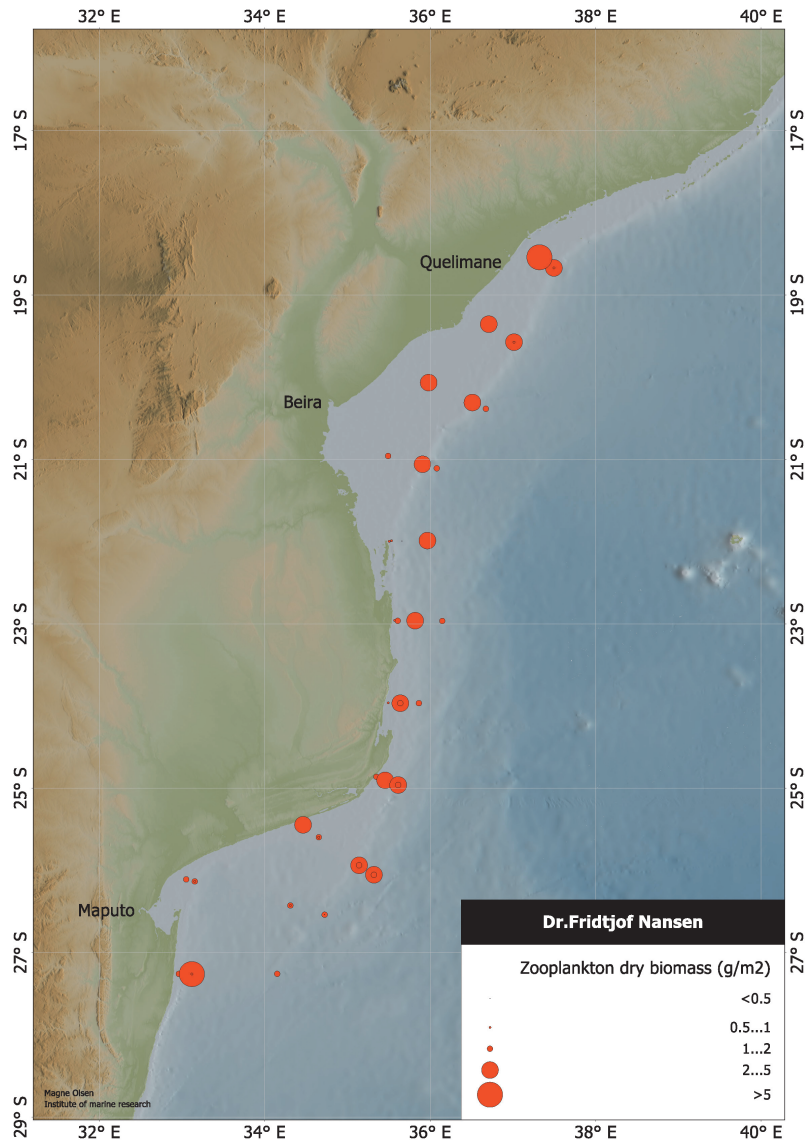 32° E 34° E 36° E 38° E 40° E
17° S 17° S
Quelimane
19° S 19° S
Beira
21° S 21° S
23° S 23° S
25° S 25° S
Maputo
Dr.Fridtjof Nansen
27° S 27° S
Zooplankton dry biomass (g/m2)
<0.5
0.5...1
1...2
2...5
>5
Magne Olsen
Institute of marine research
29° S 29° S
32° E 34° E 36° E 38° E 40° E